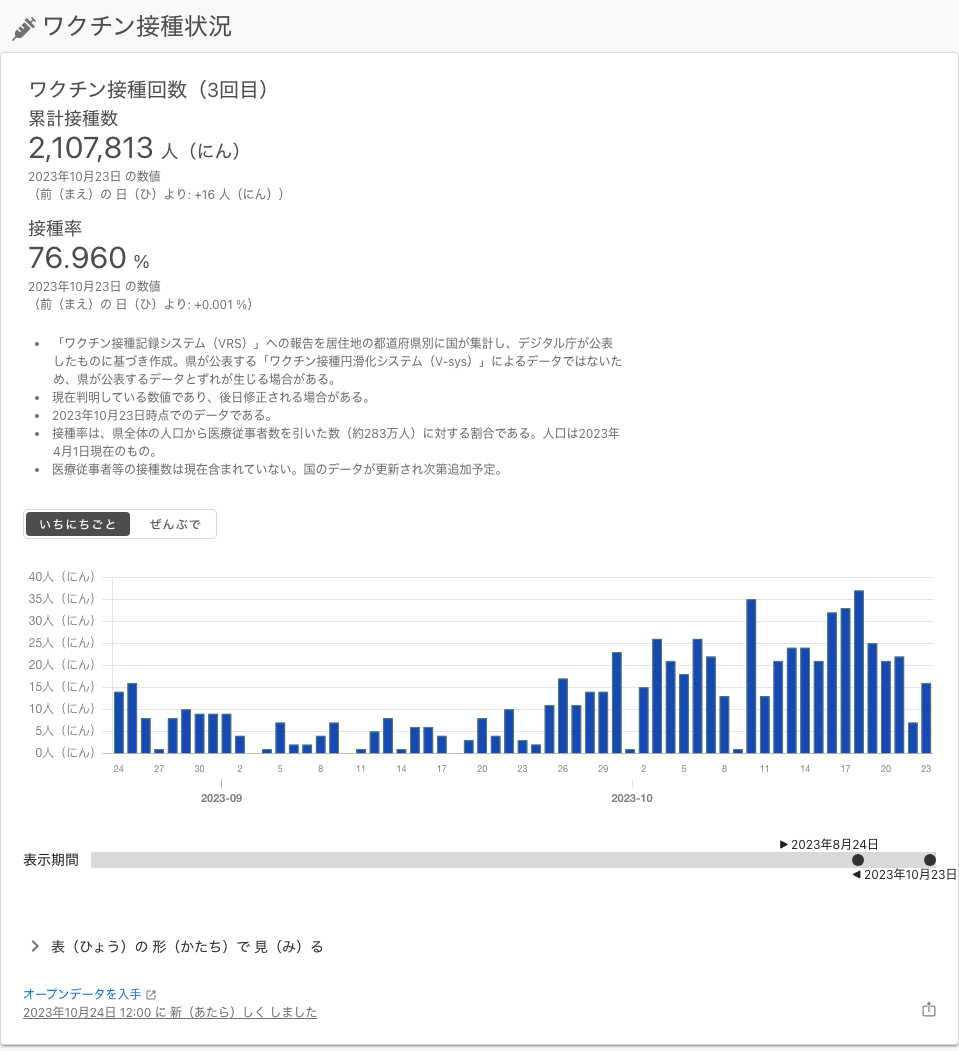 ワクチン接種状況
ワクチン接種回数（3回目）
累計接種数
2,107,813 人（にん）
2023年10月23日 の数値
（前（まえ）の 日（ひ）より: +16 人（にん））
接種率
76.960 %
2023年10月23日 の数値
（前（まえ）の 日（ひ）より: +0.001 %）
• 「ワクチン接種記録システム（VRS）」への報告を居住地の都道府県別に国が集計し、デジタル庁が公表
したものに基づき作成。県が公表する「ワクチン接種円滑化システム（V-sys）」によるデータではないた
め、県が公表するデータとずれが生じる場合がある。
• 現在判明している数値であり、後日修正される場合がある。
• 2023年10月23日時点でのデータである。
• 接種率は、県全体の人口から医療従事者数を引いた数（約283万人）に対する割合である。人口は2023年
4月1日現在のもの。
• 医療従事者等の接種数は現在含まれていない。国のデータが更新され次第追加予定。
いちにちごと ぜんぶで
40人（にん）
35人（にん）
30人（にん）
25人（にん）
20人（にん）
15人（にん）
10人（にん）
5人（にん）
0人（にん）
24 27 30 2 5 8 11 14 17 20 23 26 29 2 5 8 11 14 17 20 23
2023-09 2023-10
2023年8月24日
表示期間
2023年10月23日
表（ひょう）の 形（かたち）で 見（み）る
オープンデータを入手
2023年10月24日 12:00 に 新（あたら）しく しました